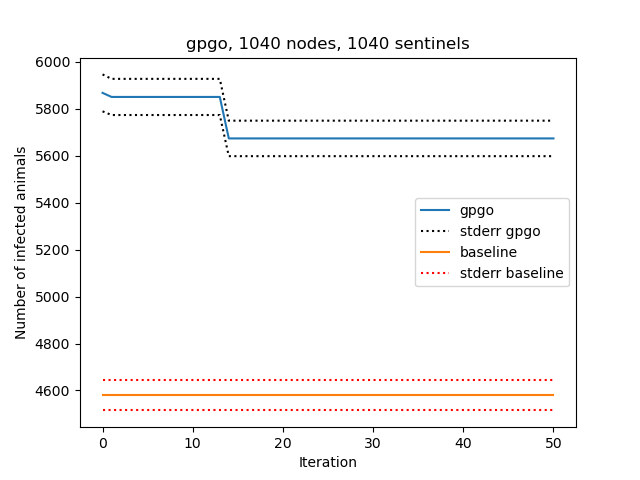 gpgo, 1040 nodes, 1040 sentinels
Number of infected animals
6000
5800
5600
5400
5200
5000
4800
4600
gpgo
stderr gpgo
baseline
stderr baseline
0 10 20 30 40 50
Iteration